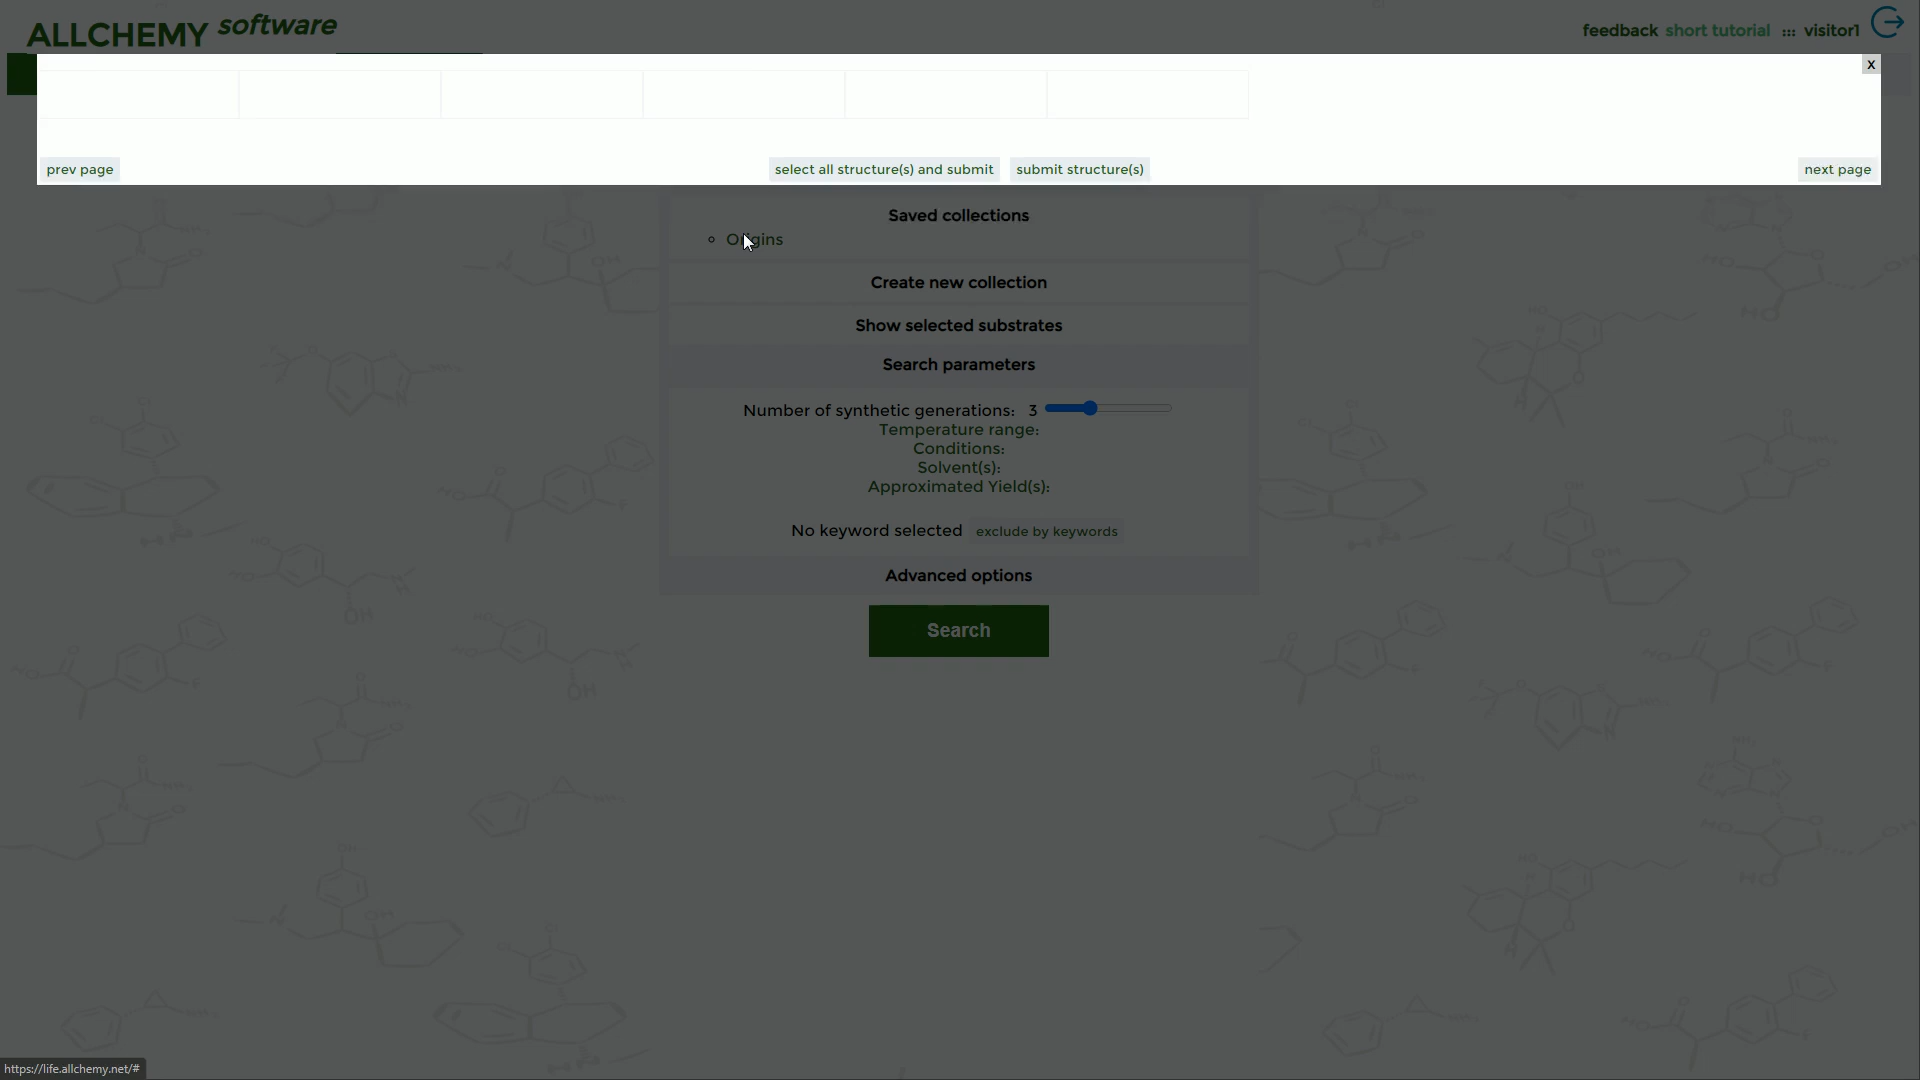 ALLCHEMY software
feedback short tutorial ::: visitor1
x
prev page
select all structure(s) and submit
submit structure(s)
next page
Saved collections
Origins
Create new collection
Show selected substrates
Search parameters
Number of synthetic generations: 3
Temperature range:
Conditions:
Solvent(s):
Approximated Yield(s):
No keyword selected exclude by keywords
Advanced options
Search
https://life.allchemy.net/#